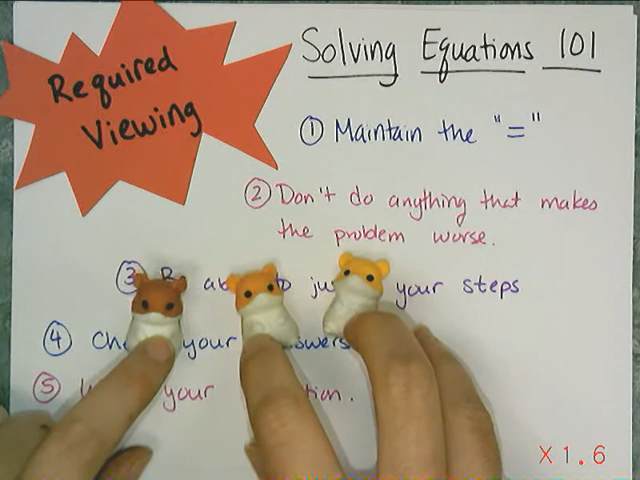 Required
Viewing
Solving Equations 101
① Maintain the "="
② Don't do anything that makes
the problem worse.
③ your steps
④ your
⑤ your
X1.6